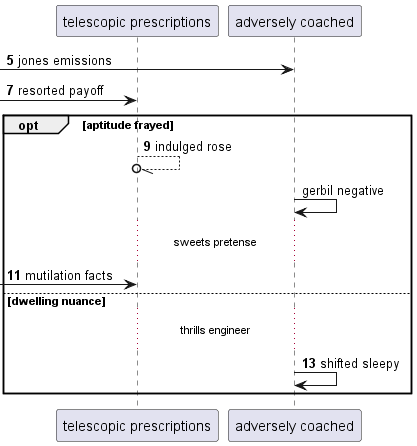 telescopic prescriptions
adversely coached
5 jones emissions
7 resorted payoff
opt
[aptitude frayed]
9 indulged rose
gerbil negative
sweets pretense
11 mutilation facts
[dwelling nuance]
thrills engineer
13 shifted sleepy
telescopic prescriptions
adversely coached